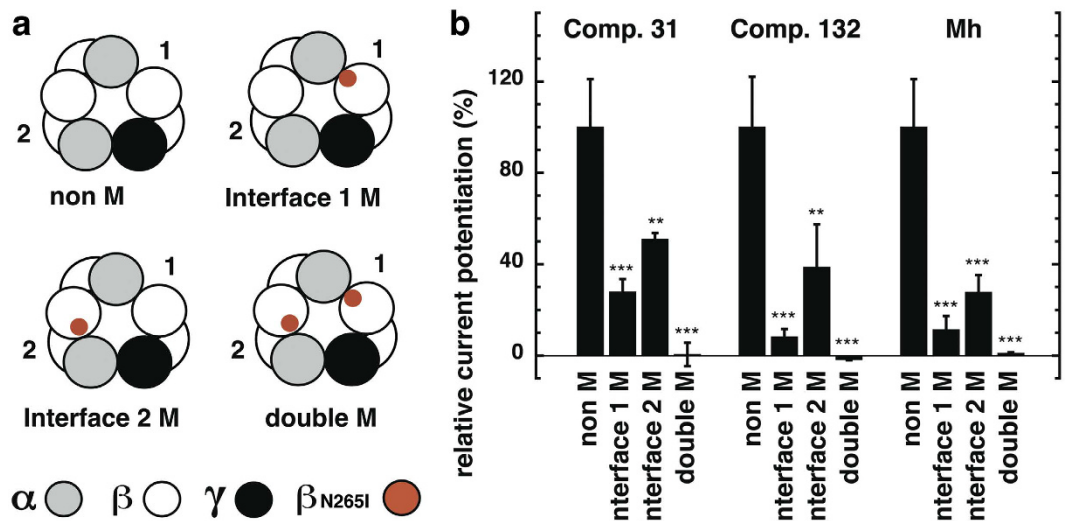 a
1
2
non M
1
2
Interface 1 M
1
2
Interface 2 M
1
2
double M
α β γ βN265I
b
relative current potentiation (%)
120
80
40
0
Comp. 31 Comp. 132 Mh
*** ** ***
*** ** ***
*** *** ***
non M
nterface 1 M
nterface 2 M
double M
non M
nterface 1 M
nterface 2 M
double M
non M
nterface 1 M
nterface 2 M
double M